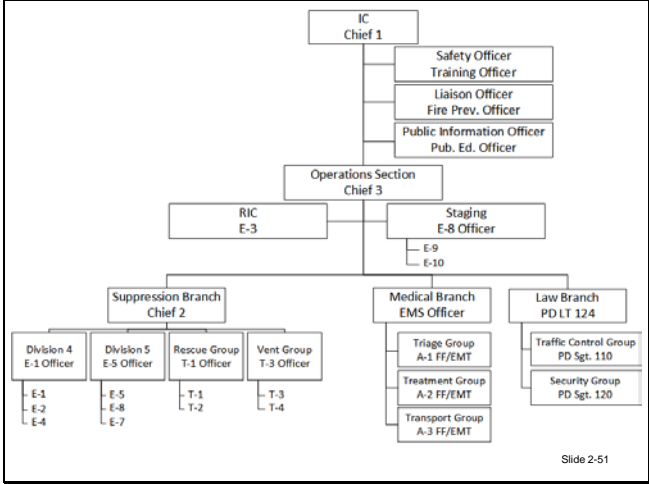 IC
Chief 1
Safety Officer
Training Officer
Liaison Officer
Fire Prev. Officer
Public Information Officer
Pub. Ed. Officer
Operations Section
Chief 3
RIC
E-3
Staging
E-8 Officer
E-9
E-10
Suppression Branch
Chief 2
Medical Branch
EMS Officer
Law Branch
PD LT 124
Division 4
E-1 Officer
Division 5
E-5 Officer
Rescue Group
T-1 Officer
Vent Group
T-3 Officer
E-1
E-2
E-4
E-5
E-8
E-7
T-1
T-2
T-3
T-4
Triage Group
A-1 FF/EMT
Treatment Group
A-2 FF/EMT
Transport Group
A-3 FF/EMT
Traffic Control Group
PD Sgt. 110
Security Group
PD Sgt. 120
Slide 2-51